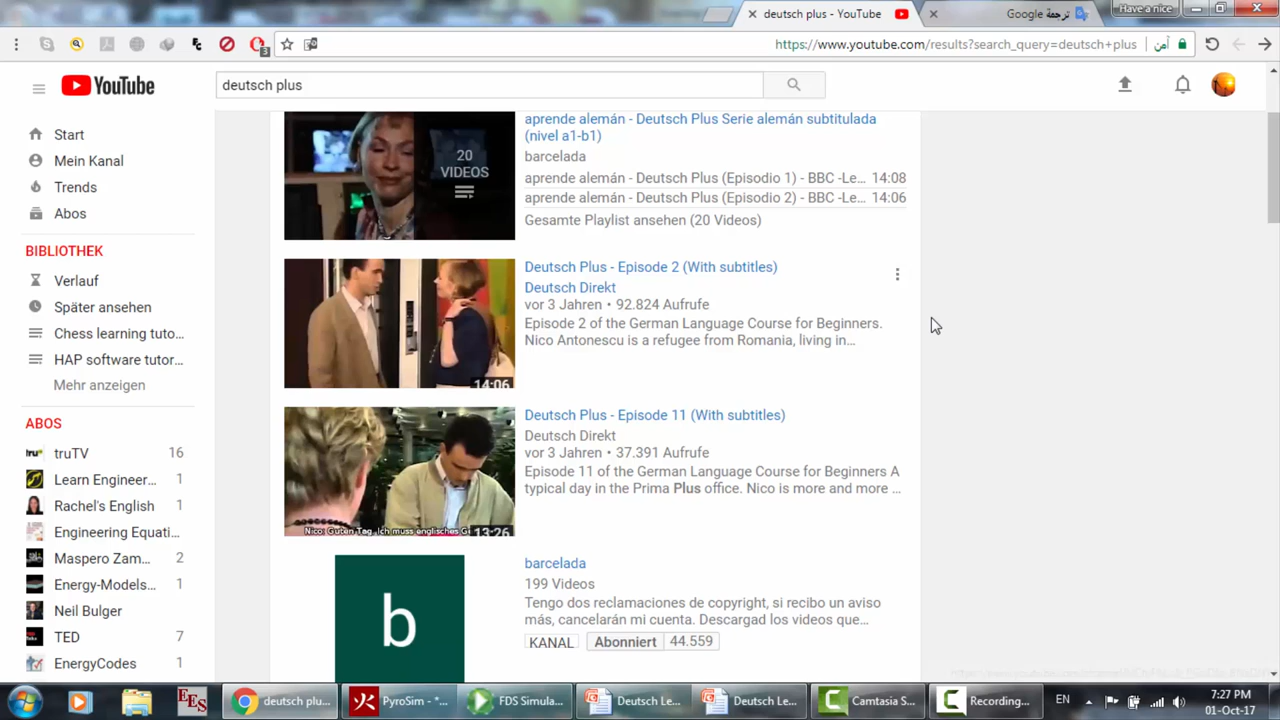 deutsch plus - YouTube
ترجمة Google
Have a nice
3
https://www.youtube.com/results?search_query=deutsch+plus
آمن
YouTube
deutsch plus
Start
Mein Kanal
Trends
Abos
BIBLIOTHEK
Verlauf
Später ansehen
Chess learning tuto...
HAP software tutor...
Mehr anzeigen
ABOS
truTV 16
Learn Engineer... 1
Rachel's English 1
Engineering Equati...
Maspero Zam... 2
Energy-Models... 1
Neil Bulger
TED 7
EnergyCodes 1
20
VIDEOS
aprende alemán - Deutsch Plus Serie alemán subtitulada
(nivel a1-b1)
barcelada
aprende alemán - Deutsch Plus (Episodio 1) - BBC -Le... 14:08
aprende alemán - Deutsch Plus (Episodio 2) - BBC -Le... 14:06
Gesamte Playlist ansehen (20 Videos)
14:06
Deutsch Plus - Episode 2 (With subtitles)
Deutsch Direkt
vor 3 Jahren • 92.824 Aufrufe
Episode 2 of the German Language Course for Beginners.
Nico Antonescu is a refugee from Romania, living in...
Nico: Guten Tag. Ich muss englisches G
13:26
Deutsch Plus - Episode 11 (With subtitles)
Deutsch Direkt
vor 3 Jahren • 37.391 Aufrufe
Episode 11 of the German Language Course for Beginners A
typical day in the Prima Plus office. Nico is more and more ...
b
barcelada
199 Videos
Tengo dos reclamaciones de copyright, si recibo un aviso
más, cancelarán mi cuenta. Descargad los videos que...
KANAL Abonniert 44.559
EES
deutsch plu...
PyroSim - "...
FDS Simula...
Deutsch Le...
Deutsch Le...
Camtasia S...
Recording...
EN
7:27 PM
01-Oct-17